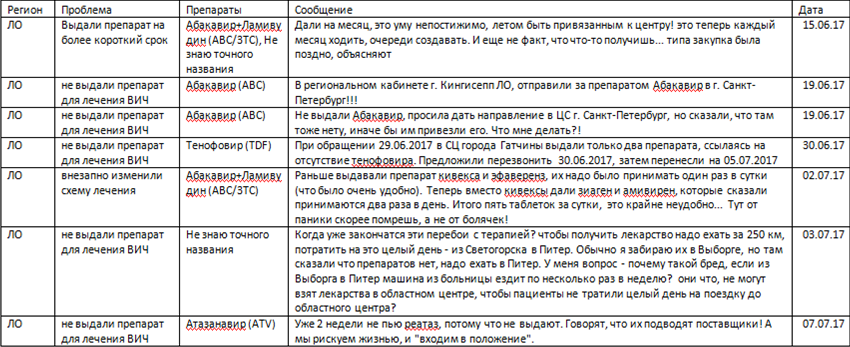 Регион Проблема Препараты Сообщение Дата
ЛО Выдали препарат на более короткий срок Абакавир+Ламивудин (ABC/3TC), Не знаю точного названия Дали на месяц, это уму непостижимо, летом быть привязанным к центру! это теперь каждый 15.06.17
месяц ходить, очереди создавать. И еще не факт, что что-то получишь... типа закупка была
поздно, объясняют
ЛО не выдали препарат для лечения ВИЧ Абакавир (ABC) В региональном кабинете г. Кингисепп ЛО, отправили за препаратом Абакавир в г. Санкт- 19.06.17
Петербург!!!
ЛО не выдали препарат для лечения ВИЧ Абакавир (ABC) Не выдали Абакавир, просила дать направление в ЦС г. Санкт-Петербург, но сказали, что там 19.06.17
тоже нету, иначе бы им привезли его. Что мне делать?!
ЛО не выдали препарат для лечения ВИЧ Тенофовир (TDF) При обращении 29.06.2017 в СЦ города Гатчины выдали только два препарата, ссылаясь на 30.06.17
отсутствие тенофовира. Предложили перезвонить 30.06.2017, затем перенесли на 05.07.2017
ЛО внезапно изменили схему лечения Абакавир+Ламивудин (ABC/3TC) Раньше выдавали препарат кивекса и эфаверенз, их надо было принимать один раз в сутки 02.07.17
(что было очень удобно). Теперь вместо кивексы дали зиаген и амивирен, которые сказали
принимаются два раза в день. Итого пять таблеток за сутки, это крайне неудобно... Тут от
паники скорее помрешь, а не от болячек!
ЛО не выдали препарат для лечения ВИЧ Не знаю точного названия Когда уже закончатся эти перебои с терапией? чтобы получить лекарство надо ехать за 250 км, 03.07.17
потратить на это целый день - из Светогорска в Питер. Обычно я забираю их в Выборге, но там
сказали что препаратов нет, надо ехать в Питер. У меня вопрос - почему такой бред, если из
Выборга в Питер машина из больницы ездит по несколько раз в неделю? они что, не могут
взят лекарства в областном центре, чтобы пациенты не тратили целый день на поездку до
областного центра?
ЛО не выдали препарат для лечения ВИЧ Атазанавир (ATV) Уже 2 недели не пью реатаз, потому что не выдают. Говорят, что их подводят поставщики! А 07.07.17
мы рискуем жизнью, и "входим в положение".